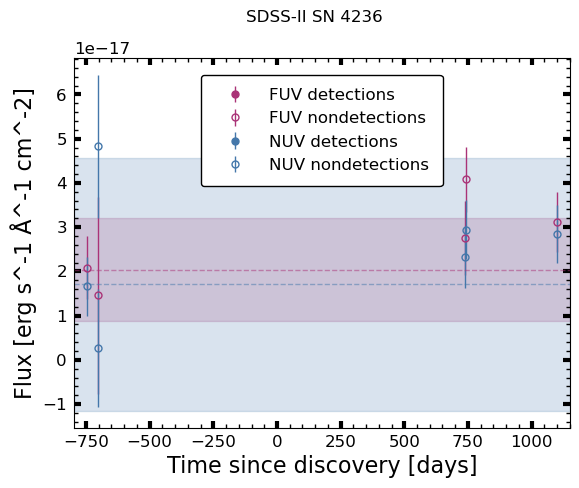 SDSS-II SN 4236
1e−17
FUV detections
FUV nondetections
NUV detections
NUV nondetections
6
5
4
3
2
1
0
−1
Flux [erg s^-1 Å^-1 cm^-2]
−750 −500 −250 0 250 500 750 1000
Time since discovery [days]